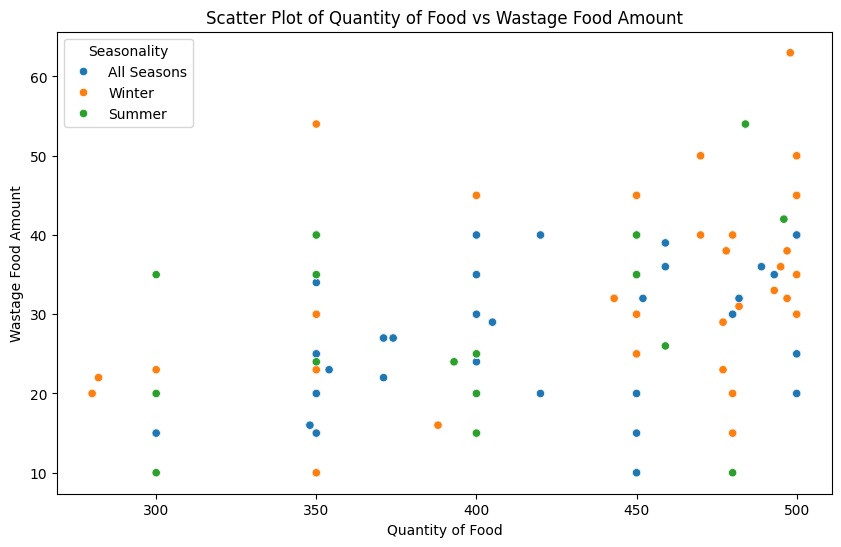 Scatter Plot of Quantity of Food vs Wastage Food Amount
Seasonality
All Seasons
Winter
Summer
Wastage Food Amount
60
50
40
30
20
10
300 350 400 450 500
Quantity of Food